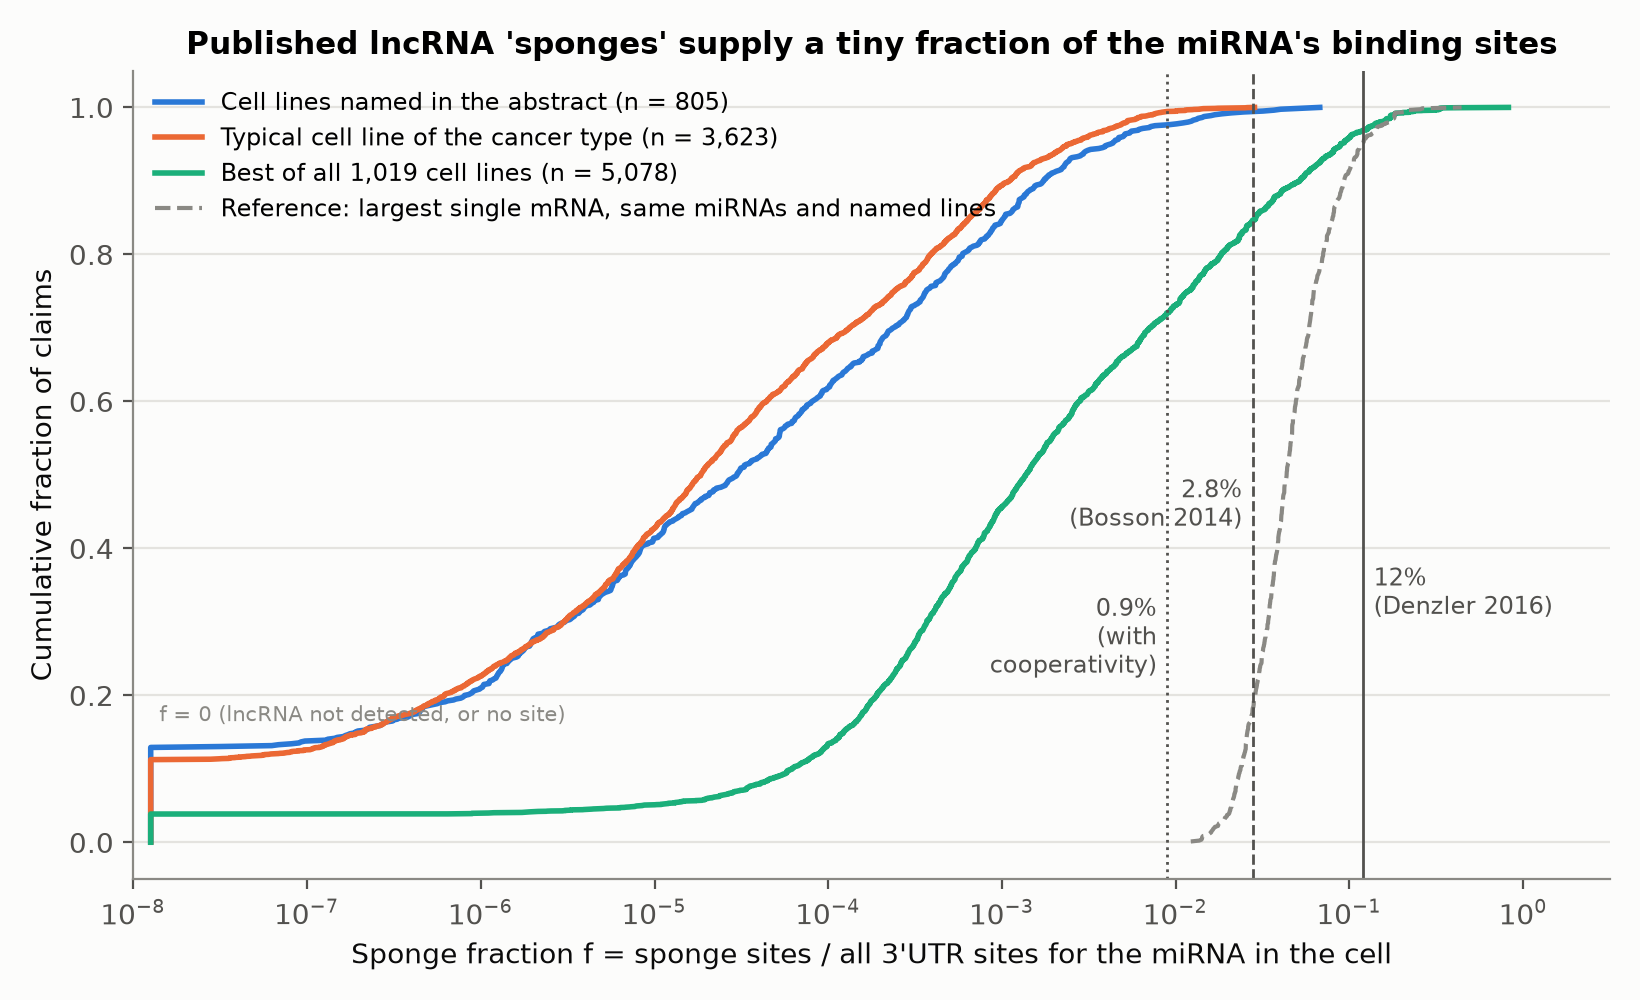 Published lncRNA 'sponges' supply a tiny fraction of the miRNA's binding sites
Cell lines named in the abstract (n = 805)
Typical cell line of the cancer type (n = 3,623)
Best of all 1,019 cell lines (n = 5,078)
Reference: largest single mRNA, same miRNAs and named lines
Cumulative fraction of claims
1.0
0.8
0.6
0.4
0.2
0.0
2.8%
(Bosson 2014)
12%
(Denzler 2016)
0.9%
(with
cooperativity)
f = 0 (lncRNA not detected, or no site)
10⁻⁸ 10⁻⁷ 10⁻⁶ 10⁻⁵ 10⁻⁴ 10⁻³ 10⁻² 10⁻¹ 10⁰
Sponge fraction f = sponge sites / all 3'UTR sites for the miRNA in the cell